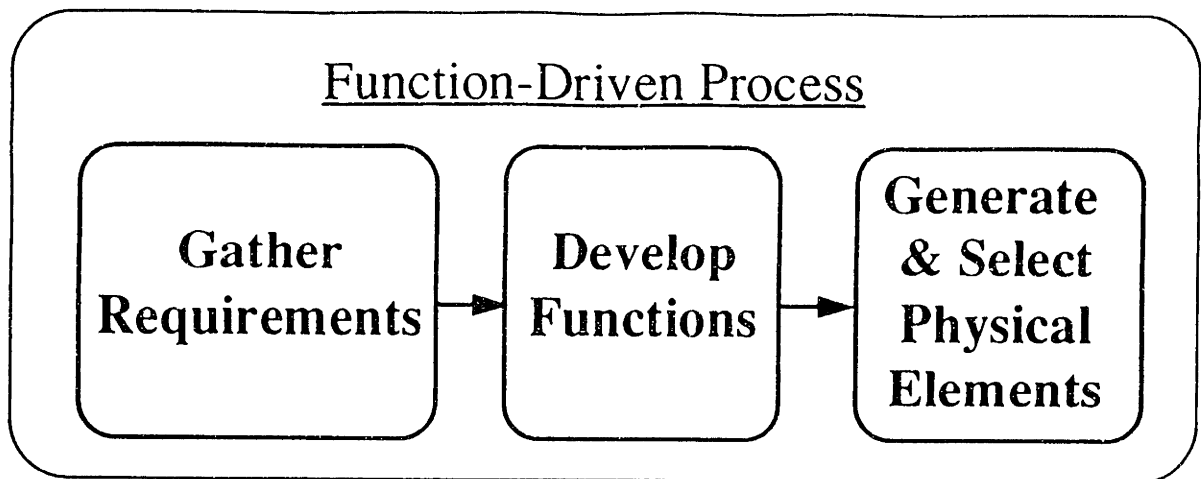 Function-Driven Process
Gather
Requirements
Develop
Functions
Generate
& Select
Physical
Elements